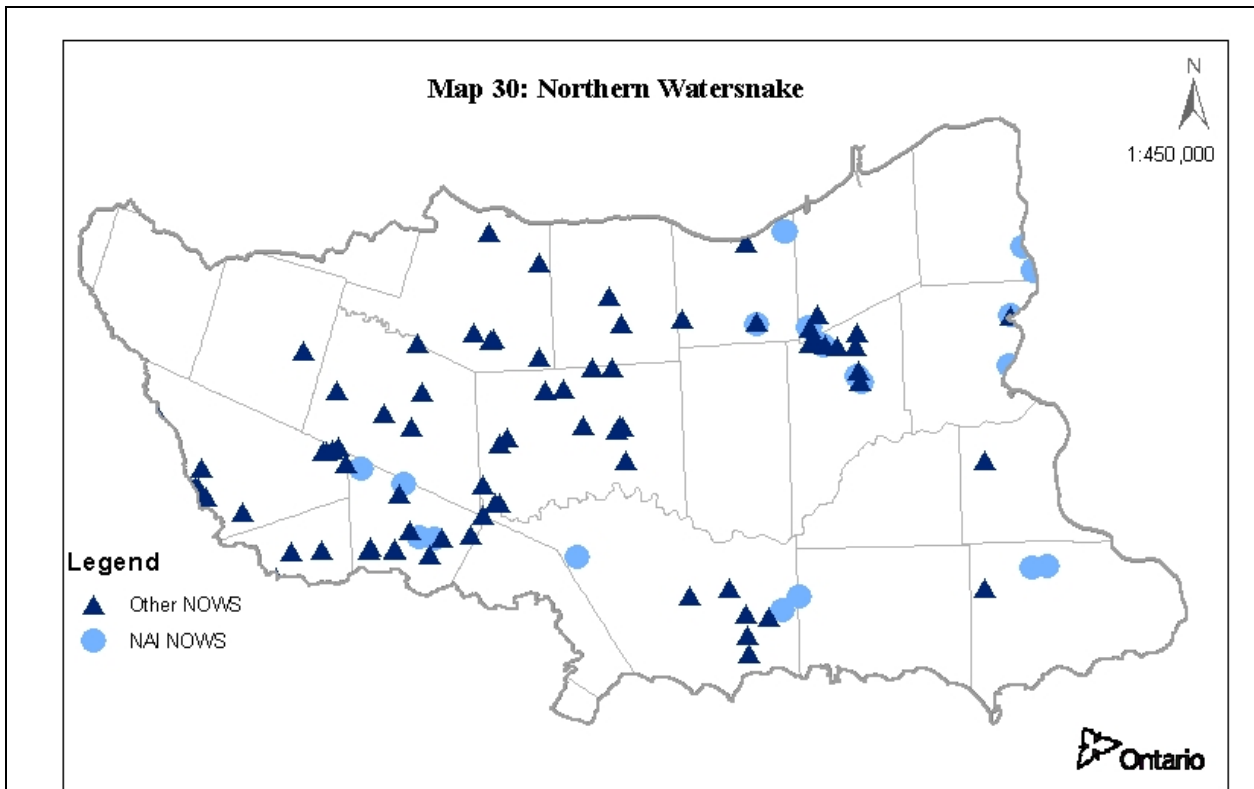 Map 30: Northern Watersnake
N
1:450,000
Legend
Other NOWS
NAI NOWS
Ontario